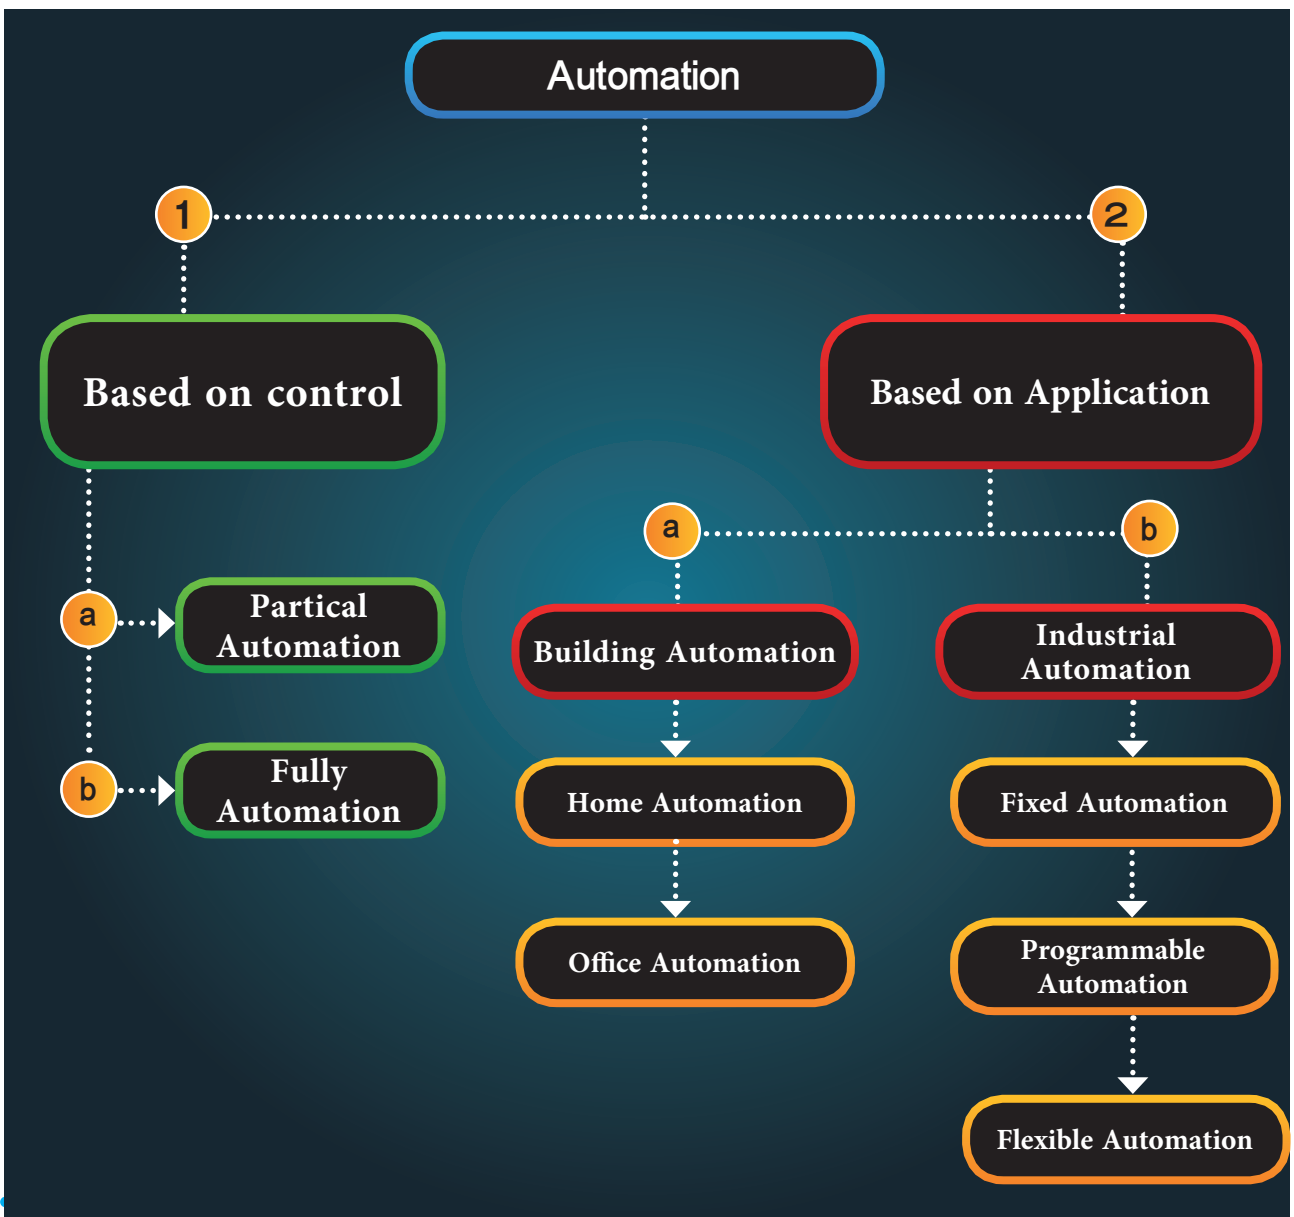 Automation
1
2
Based on control
Based on Application
a
b
a
Partical
Automation
Building Automation
Industrial
Automation
b
Fully
Automation
Home Automation
Fixed Automation
Office Automation
Programmable
Automation
Flexible Automation